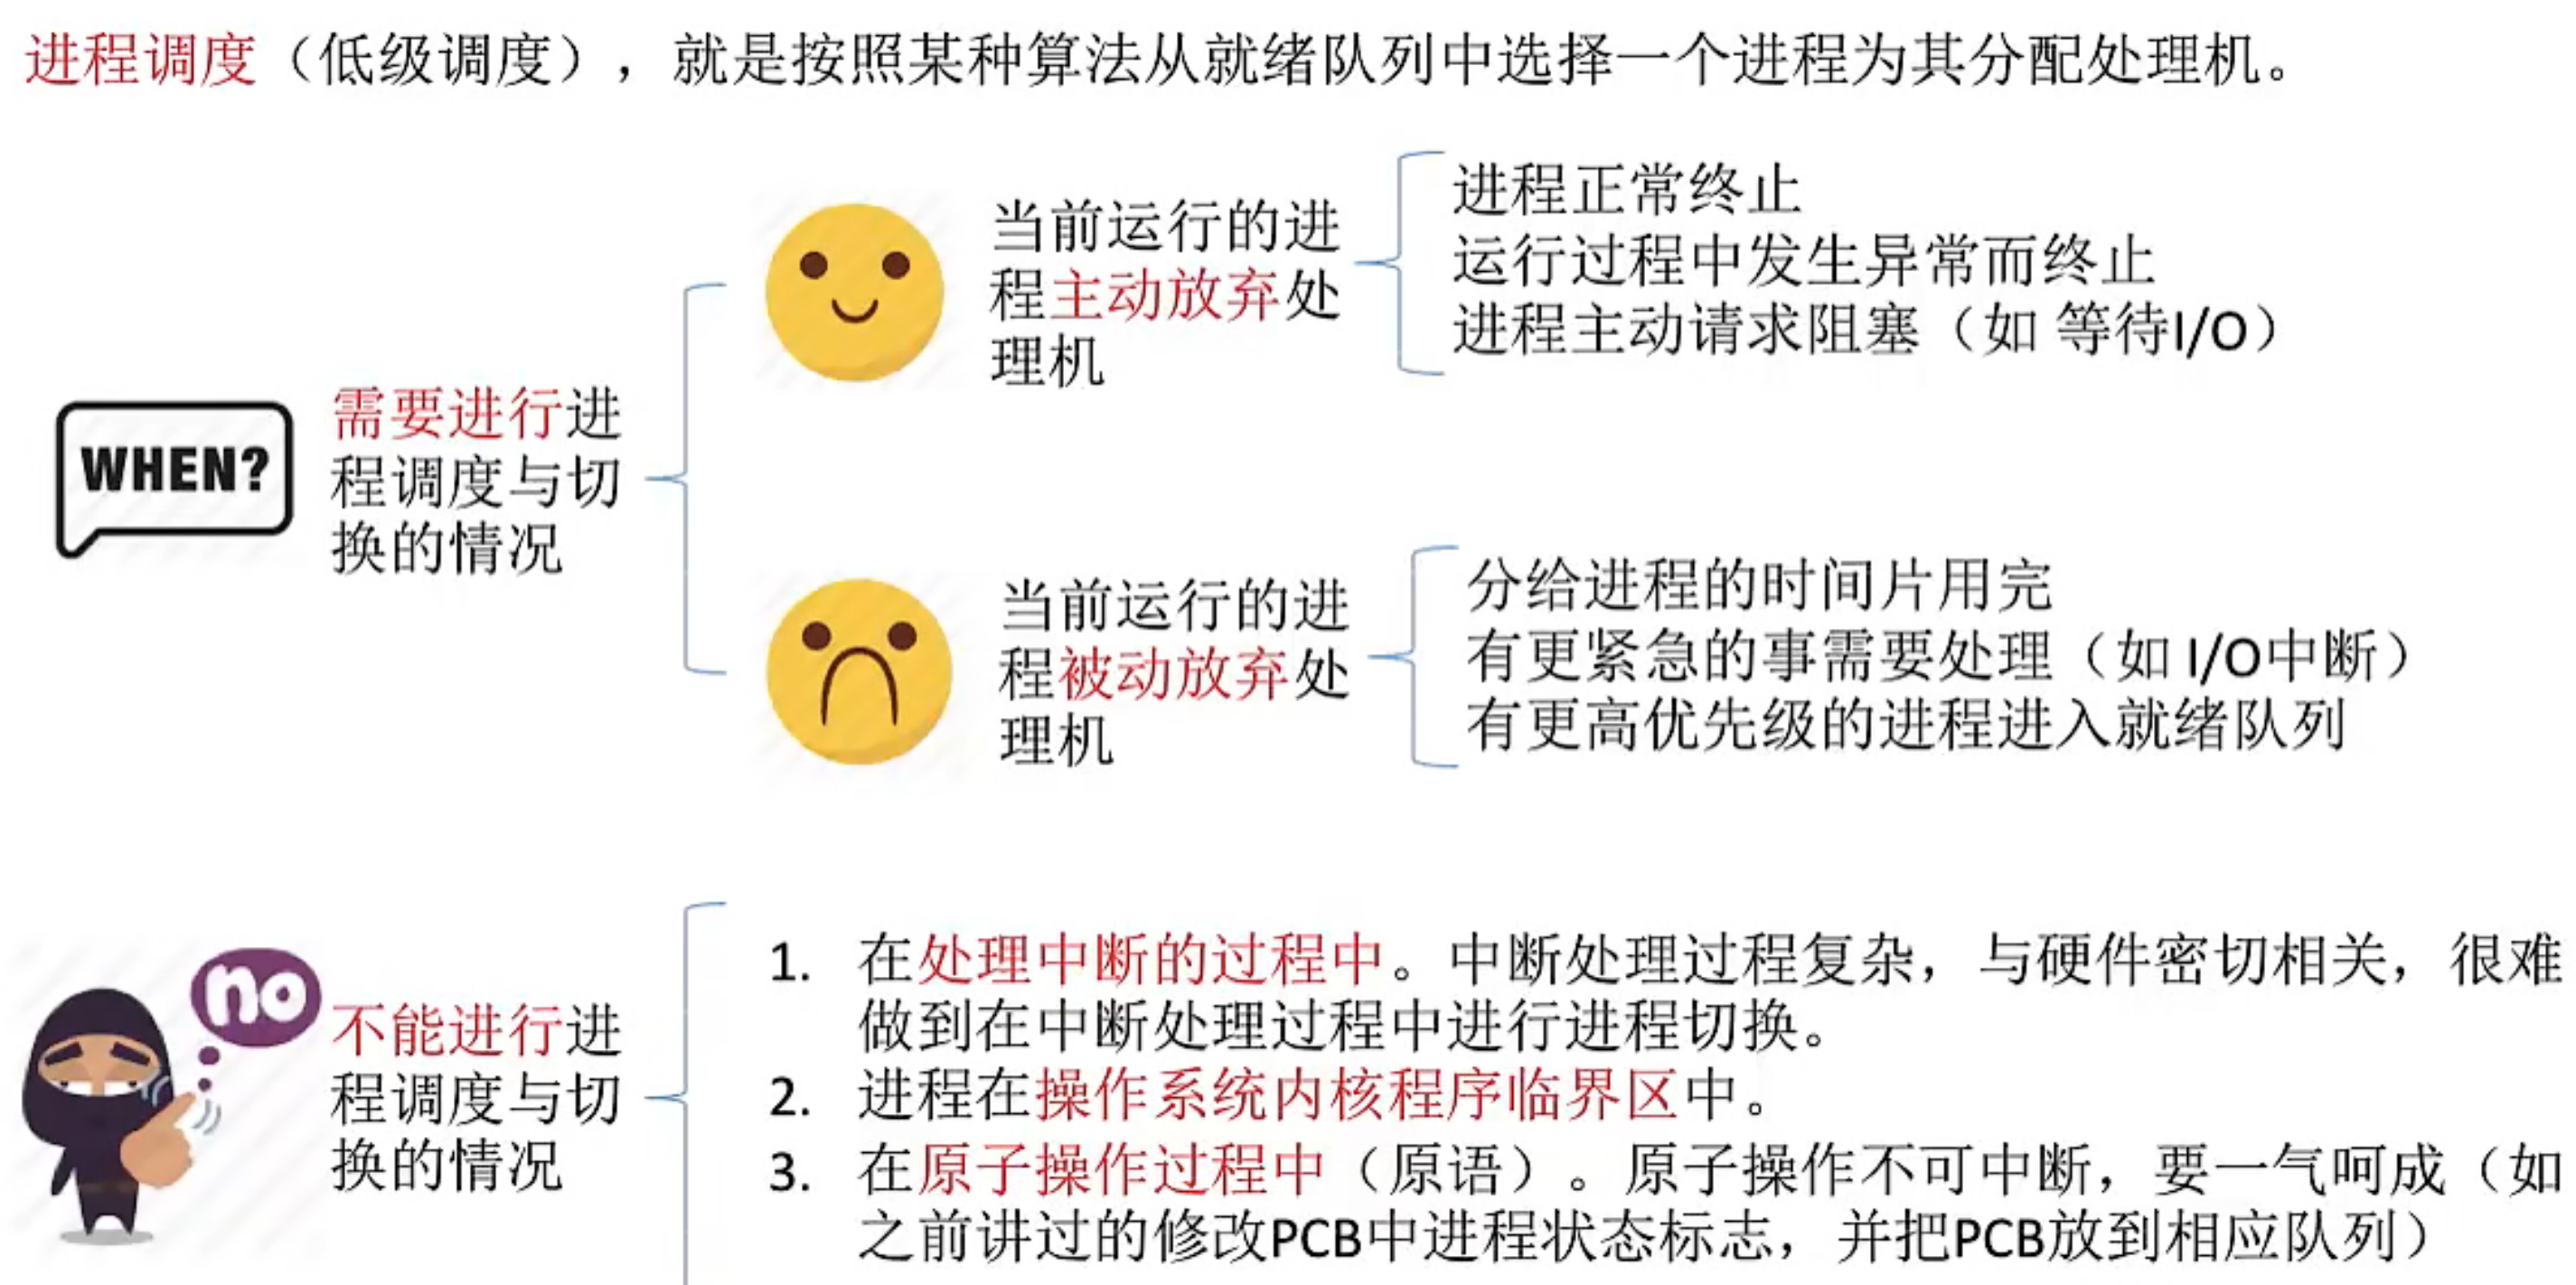 进程调度（低级调度），就是按照某种算法从就绪队列中选择一个进程为其分配处理机。
WHEN?
需要进行进
程调度与切
换的情况
当前运行的进
程主动放弃处
理机
进程正常终止
运行过程中发生异常而终止
进程主动请求阻塞（如 等待I/O）
当前运行的进
程被动放弃处
理机
分给进程的时间片用完
有更紧急的事需要处理（如 I/O中断）
有更高优先级的进程进入就绪队列
no
不能进行进
程调度与切
换的情况
1. 在处理中断的过程中。中断处理过程复杂，与硬件密切相关，很难
做到在中断处理过程中进行进程切换。
2. 进程在操作系统内核程序临界区中。
3. 在原子操作过程中（原语）。原子操作不可中断，要一气呵成（如
之前讲过的修改PCB中进程状态标志，并把PCB放到相应队列）